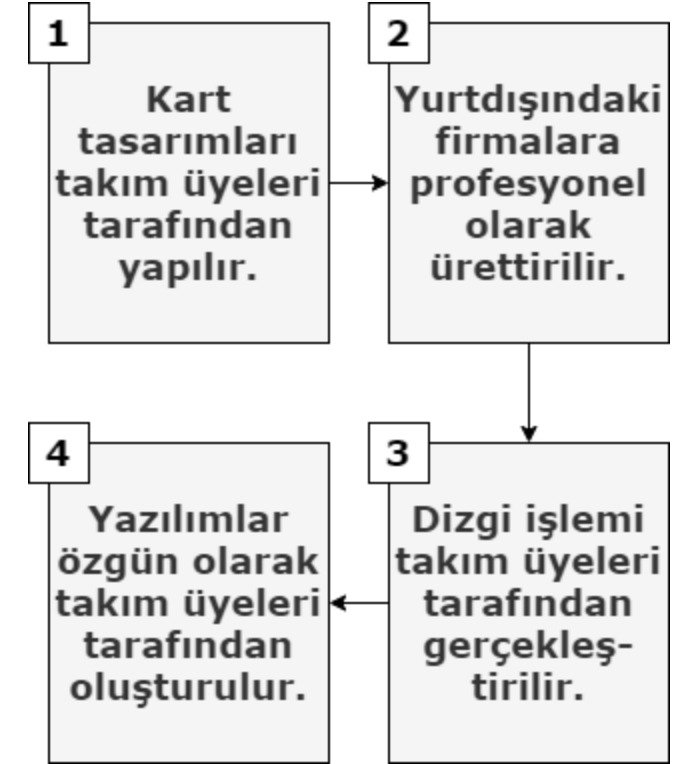 1
Kart
tasarımları
takım üyeleri
tarafından
yapılır.
2
Yurtdışındaki
firmalara
profesyonel
olarak
ürettirilir.
3
Dizgi işlemi
takım üyeleri
tarafından
gerçekleş-
tirilir.
4
Yazılımlar
özgün olarak
takım üyeleri
tarafından
oluşturulur.